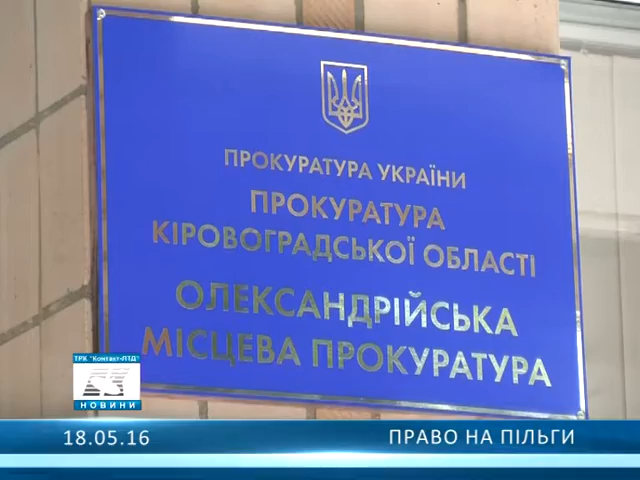 ПРОКУРАТУРА УКРАЇНИ
ПРОКУРАТУРА
КІРОВОГРАДСЬКОЇ ОБЛАСТІ
ОЛЕКСАНДРІЙСЬКА
МІСЦЕВА ПРОКУРАТУРА
ТРК "Контакт-ЛТД"
НОВИНИ
18.05.16 ПРАВО НА ПІЛЬГИ